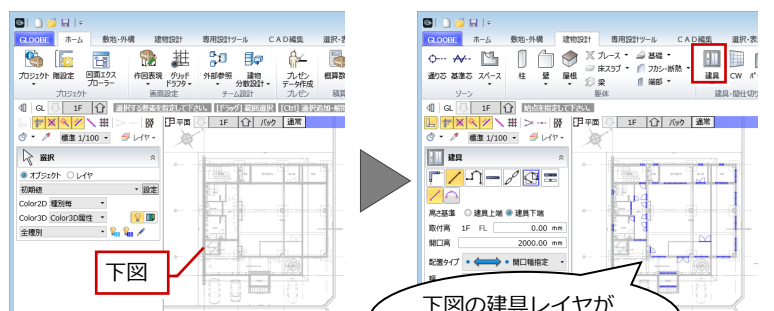 GLOOBE ホーム 敷地・外構 建物設計 専用設計ツール CAD編集 選択・表
プロジェクト 階設定 図面エクスプローラー 作図表現 グリッドドラフタ 外部参照 建物分散設計 プレゼンデータ作成 概算数
プロジェクト 画面設定 チーム設計 プレゼン 積算
GL 1F 選択する要素を指定して下さい。 [ドラッグ] 範囲選択 [Ctrl] 選択追加・解除
平面 1F バック 通常
標準 1/100 レイヤ
選択
オブジェクト レイヤ
初期値 設定
Color2D 種別毎
Color3D Color3D属性
全種別
下図
GLOOBE ホーム 敷地・外構 建物設計 専用設計ツール CAD編集 選択・表
通り芯 基準芯 スペース 柱 壁 屋根 ブレース 基礎 建具 CW
床スラブ カプシ・断熱
梁 階部
ゾーン 躯体 建具・間仕切り
GL 1F 始点を指定して下さい。
平面 1F バック 通常
標準 1/100 レイヤ
建具
高さ基準 建具上端 建具下端
取付高 1F FL 0.00 mm
開口高 2000.00 mm
配置タイプ 開口幅指定
幅
下図の建具レイヤが